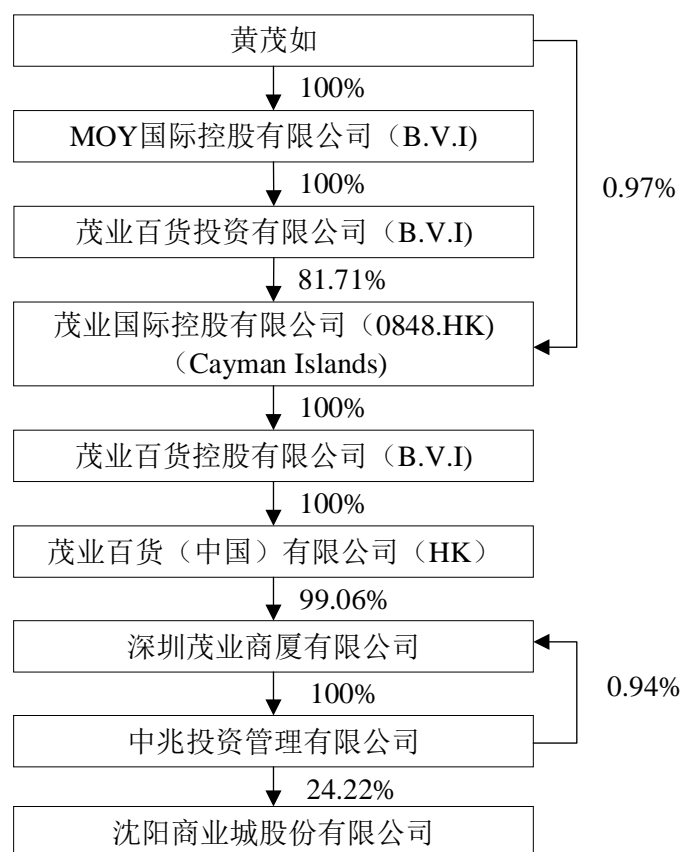 黄茂如
100%
MOY国际控股有限公司（B.V.I)
100%
0.97%
茂业百货投资有限公司（B.V.I)
81.71%
茂业国际控股有限公司（0848.HK)
（Cayman Islands)
100%
茂业百货控股有限公司（B.V.I)
100%
茂业百货（中国）有限公司（HK）
99.06%
深圳茂业商厦有限公司
100%
0.94%
中兆投资管理有限公司
24.22%
沈阳商业城股份有限公司